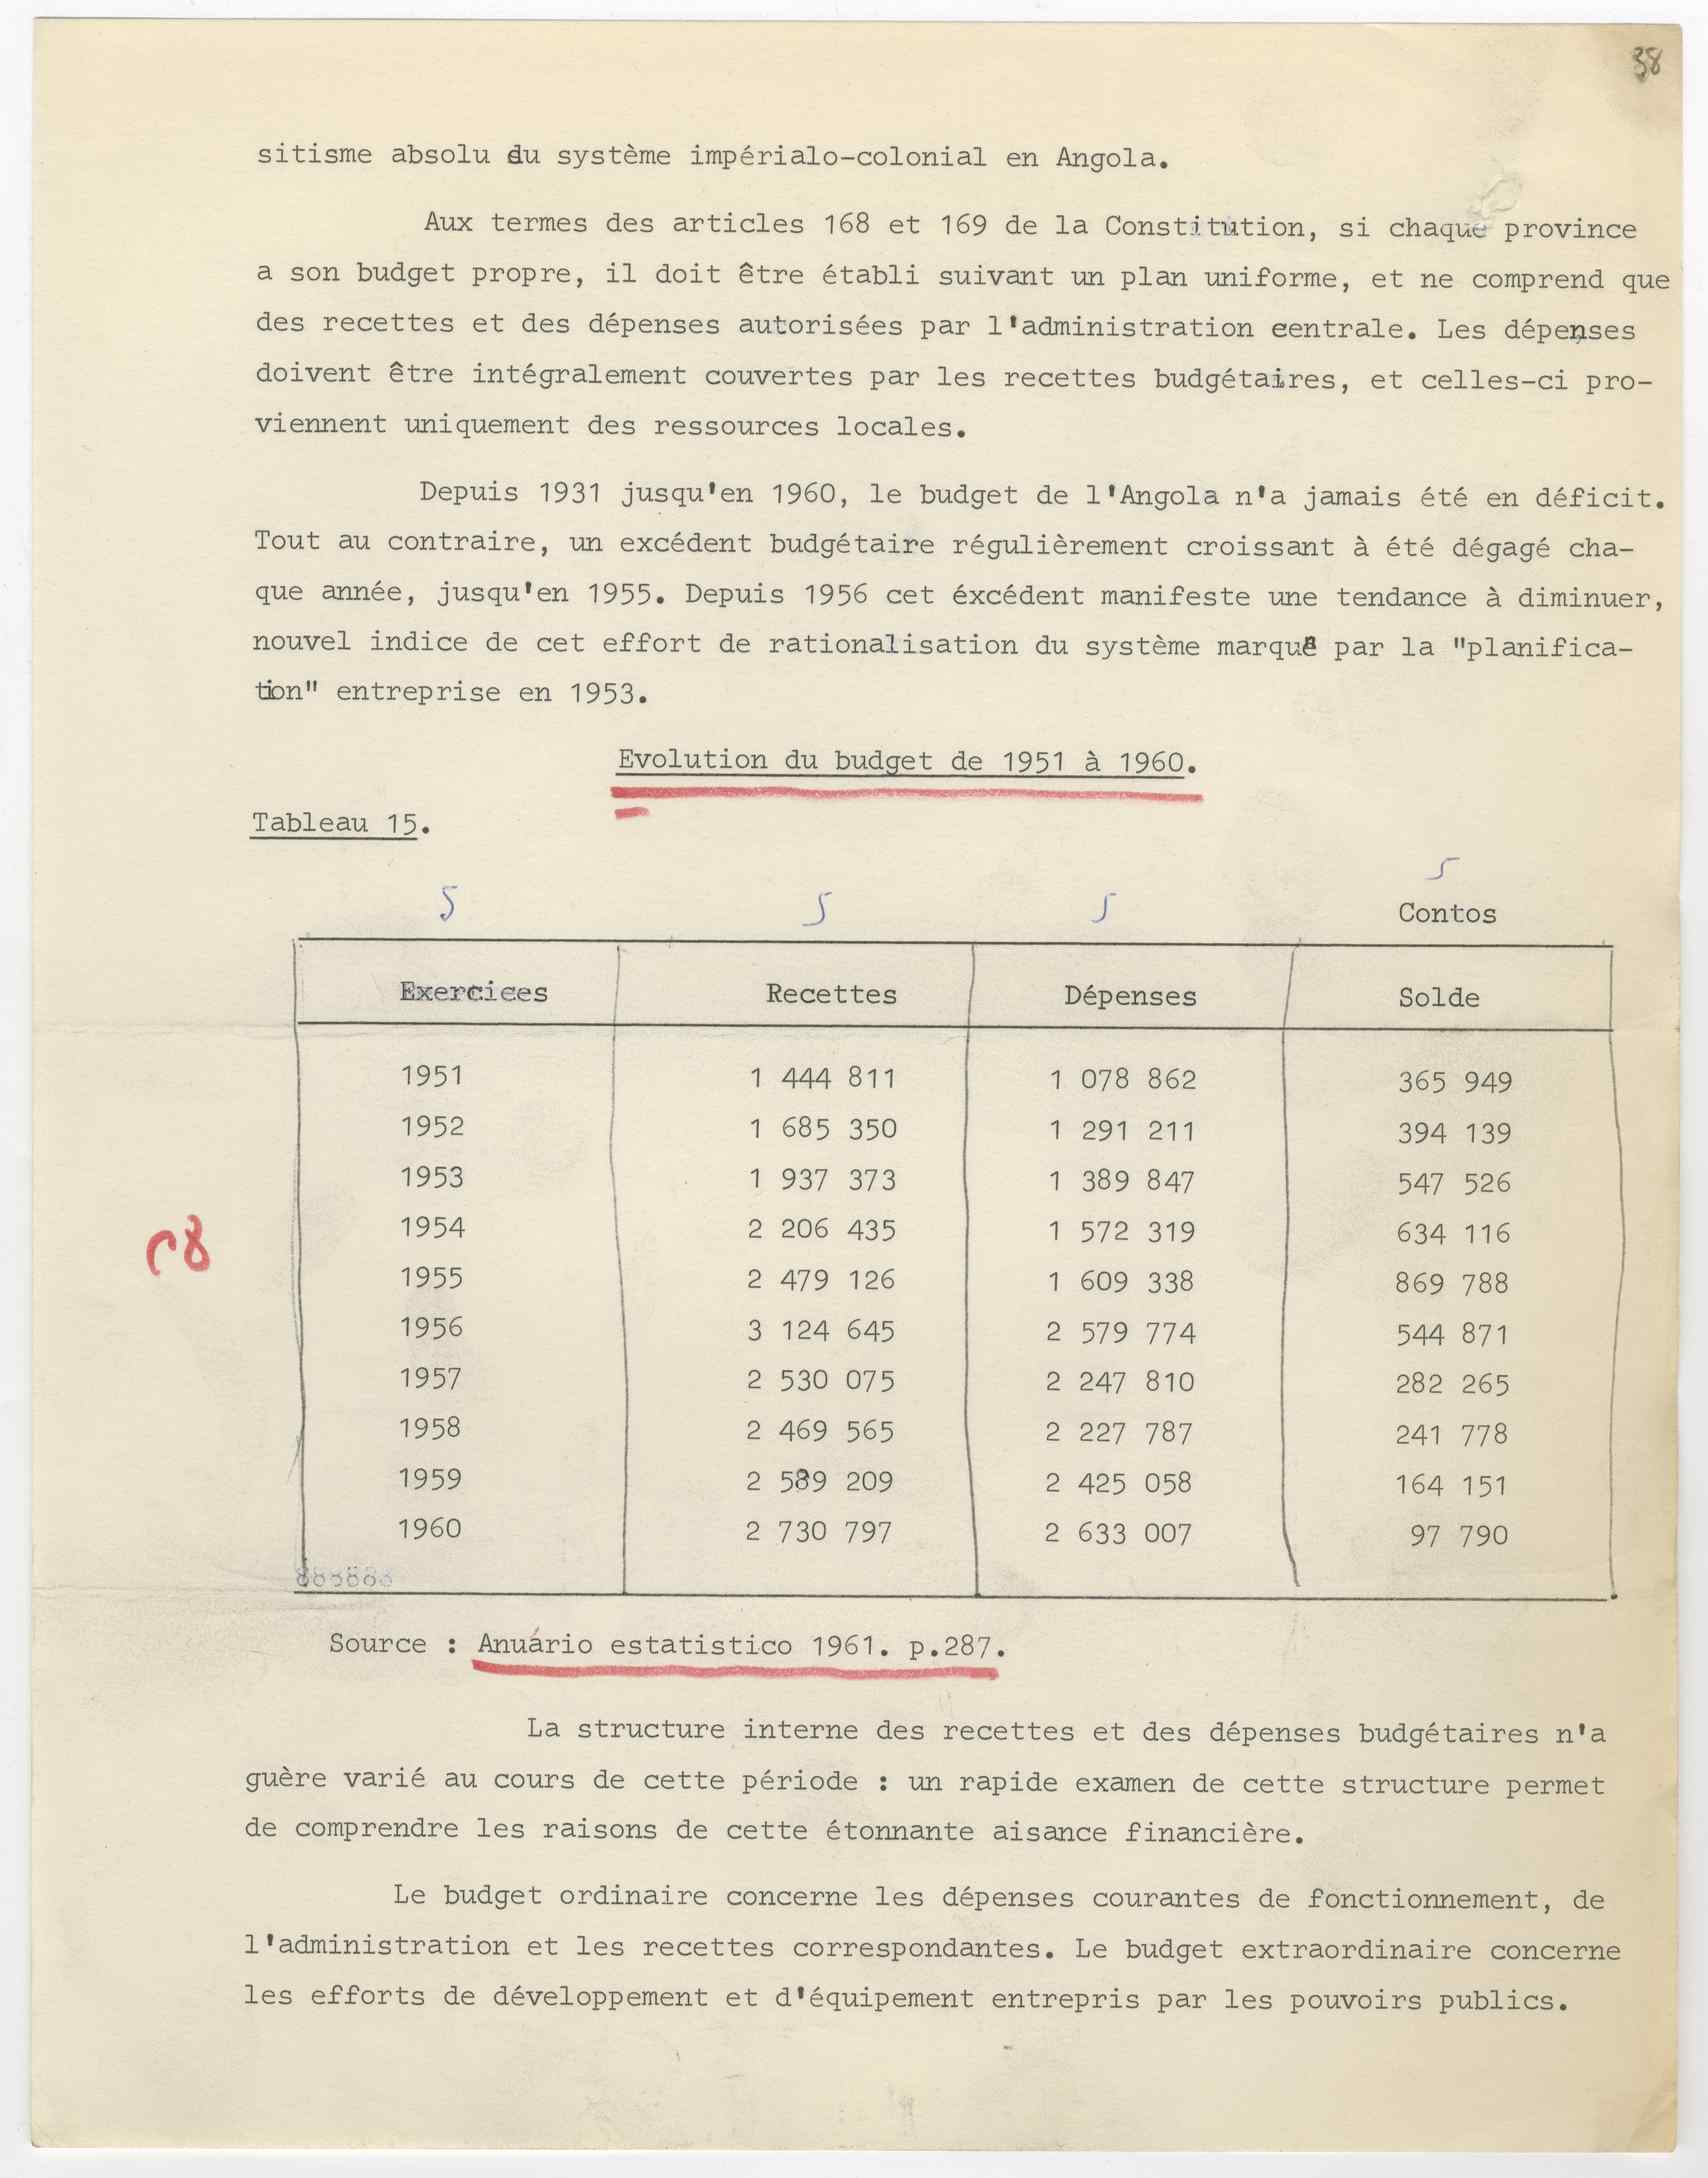 38
sitisme absolu du système impérialo-colonial en Angola.
Aux termes des articles 168 et 169 de la Constitution, si chaque province
a son budget propre, il doit être établi suivant un plan uniforme, et ne comprend que
des recettes et des dépenses autorisées par l'administration centrale. Les dépenses
doivent être intégralement couvertes par les recettes budgétaires, et celles-ci pro-
viennent uniquement des ressources locales.
Depuis 1931 jusqu'en 1960, le budget de l'Angola n'a jamais été en déficit.
Tout au contraire, un excédent budgétaire régulièrement croissant à été dégagé cha-
que année, jusqu'en 1955. Depuis 1956 cet éxcédent manifeste une tendance à diminuer,
nouvel indice de cet effort de rationalisation du système marqué par la "planifica-
tion" entreprise en 1953.
Evolution du budget de 1951 à 1960.
Tableau 15.
5 5 5 5
Contos
Exercices Recettes Dépenses Solde
1951 1 444 811 1 078 862 365 949
1952 1 685 350 1 291 211 394 139
1953 1 937 373 1 389 847 547 526
1954 2 206 435 1 572 319 634 116
1955 2 479 126 1 609 338 869 788
1956 3 124 645 2 579 774 544 871
1957 2 530 075 2 247 810 282 265
1958 2 469 565 2 227 787 241 778
1959 2 589 209 2 425 058 164 151
1960 2 730 797 2 633 007 97 790
Source : Anuário estatistico 1961. p.287.
La structure interne des recettes et des dépenses budgétaires n'a
guère varié au cours de cette période : un rapide examen de cette structure permet
de comprendre les raisons de cette étonnante aisance financière.
Le budget ordinaire concerne les dépenses courantes de fonctionnement, de
l'administration et les recettes correspondantes. Le budget extraordinaire concerne
les efforts de développement et d'équipement entrepris par les pouvoirs publics.